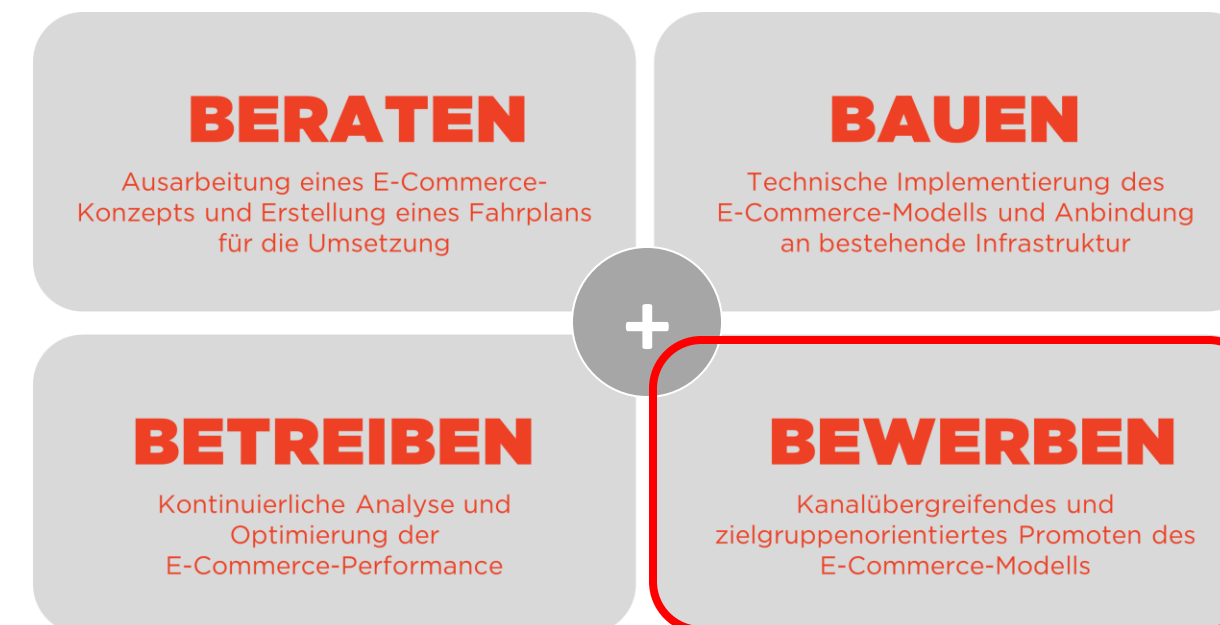 BERATEN
Ausarbeitung eines E-Commerce-
Konzepts und Erstellung eines Fahrplans
für die Umsetzung
BAUEN
Technische Implementierung des
E-Commerce-Modells und Anbindung
an bestehende Infrastruktur
+
BETREIBEN
Kontinuierliche Analyse und
Optimierung der
E-Commerce-Performance
BEWERBEN
Kanalübergreifendes und
zielgruppenorientiertes Promoten des
E-Commerce-Modells